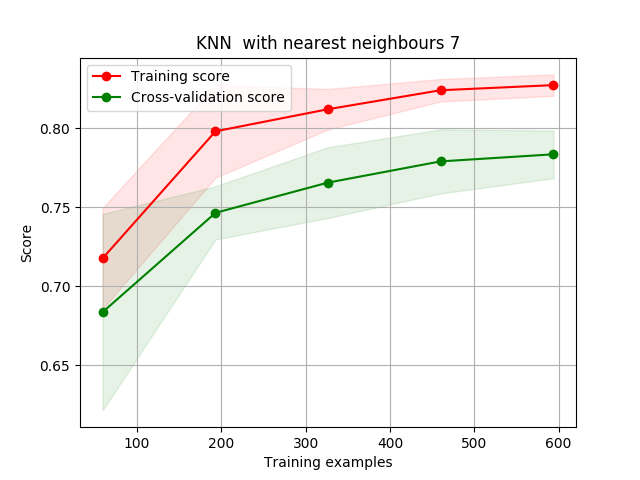 KNN  with nearest neighbours 7
Training score
Cross-validation score
0.80
0.75
0.70
0.65
Score
100
200
300
400
500
600
Training examples